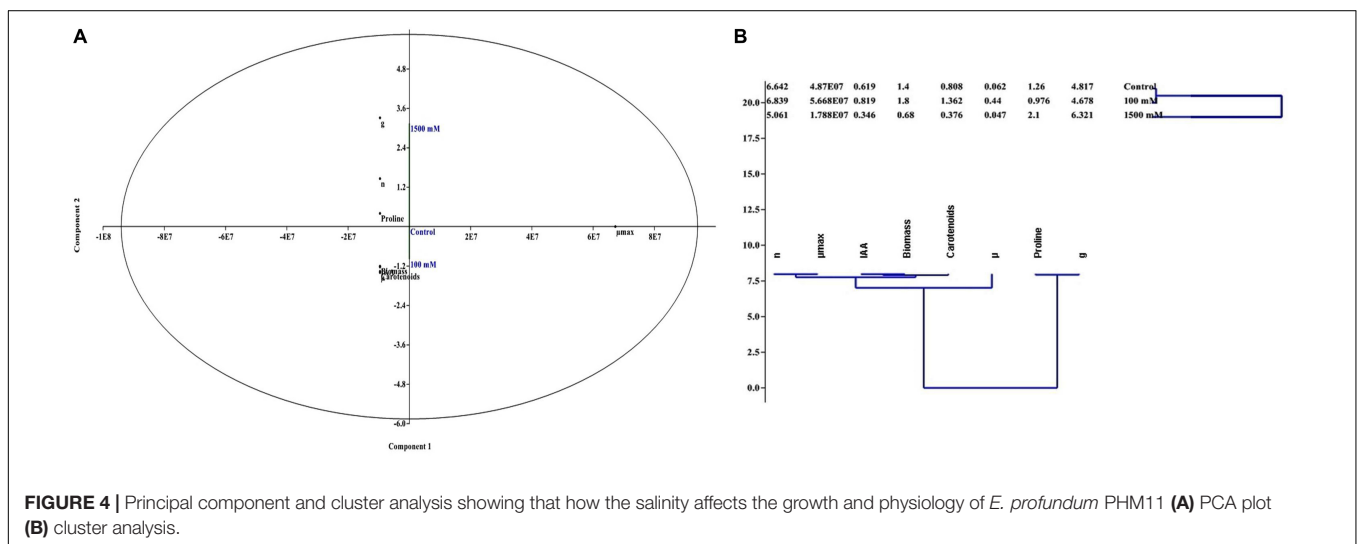 A
B
4.8
3.6
g
1500 mM
2.4
n
1.2
Proline
Component 2
-1E8
-8E7
-6E7
-4E7
-2E7
Control
2E7
4E7
6E7
µmax
8E7
-1.2
100 mM
Biomass
Carotenoids
-2.4
-3.6
-4.8
-6.0
Component 1
6.642 4.87E07 0.619 1.4 0.808 0.062 1.26 4.817 Control
6.839 5.668E07 0.819 1.8 1.362 0.44 0.976 4.678 100 mM
5.061 1.788E07 0.346 0.68 0.376 0.047 2.1 6.321 1500 mM
20.0
17.5
15.0
12.5
10.0
n µmax IAA Biomass Carotenoids µ Proline g
7.5
5.0
2.5
0.0
FIGURE 4 | Principal component and cluster analysis showing that how the salinity affects the growth and physiology of E. profundum PHM11 (A) PCA plot
(B) cluster analysis.